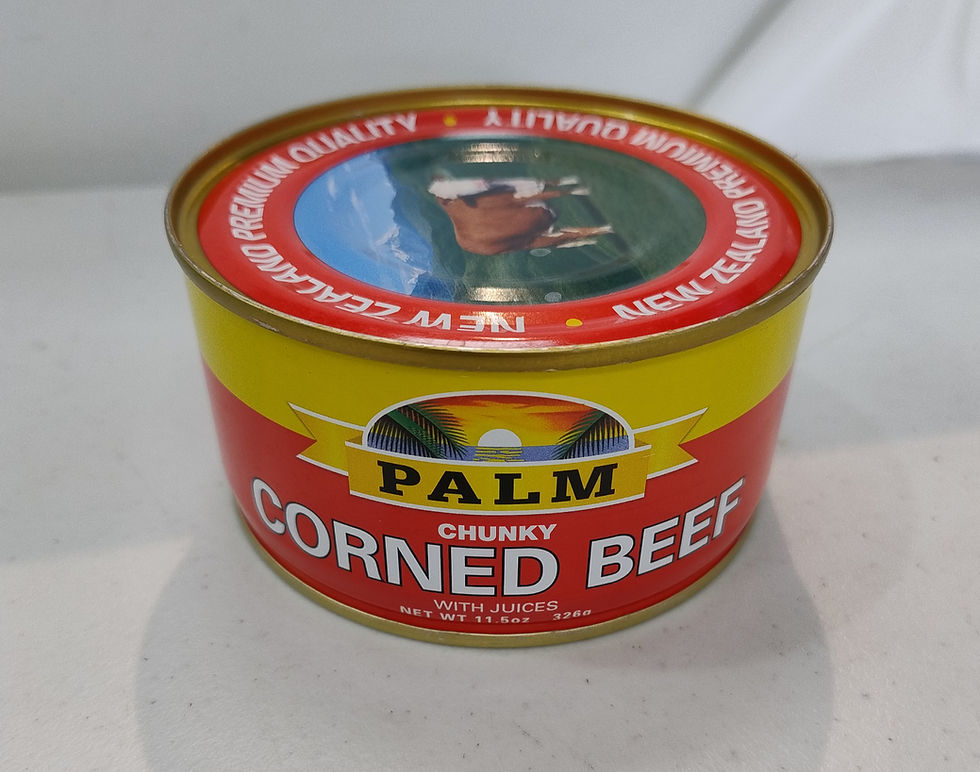 NEW ZEALAND PREMIUM QUALITY • NEW ZEALAND PREMIUM QUALITY •
PALM
CHUNKY
CORNED BEEF
WITH JUICES
NET WT 11.5oz 326g